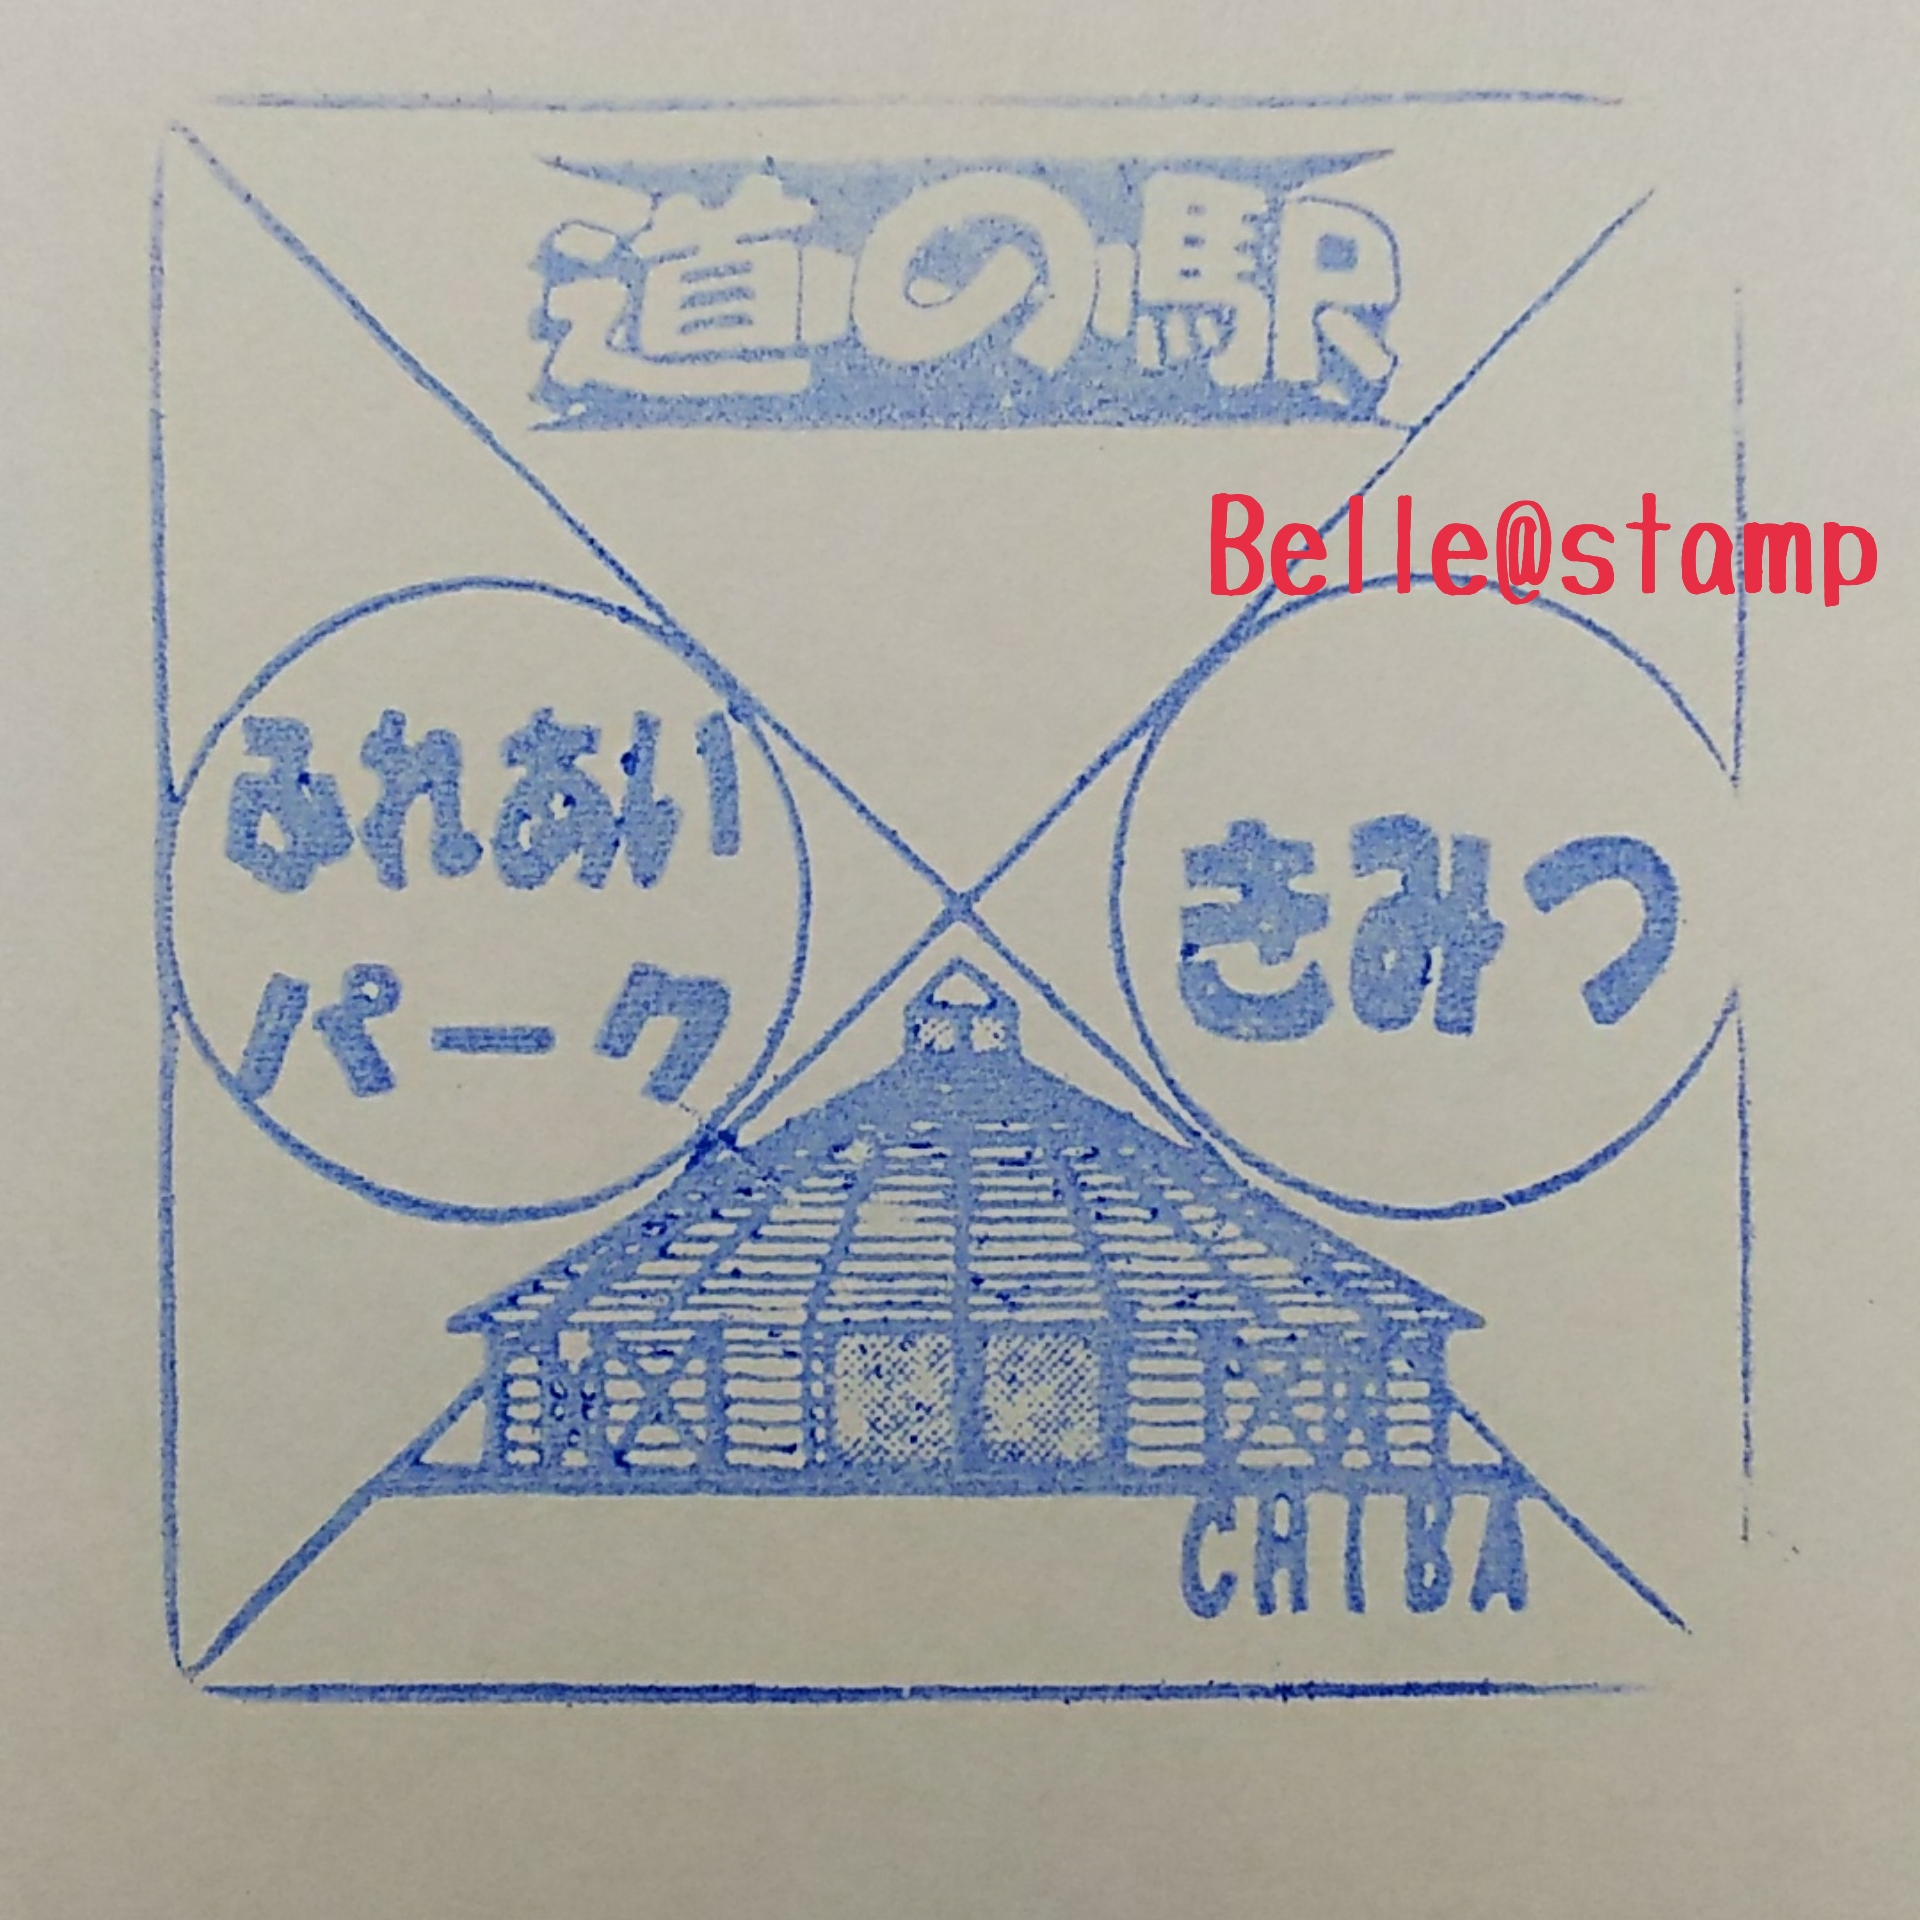 道の駅
Belle@stamp
ふれあい
パーク
きみつ
CHIBA